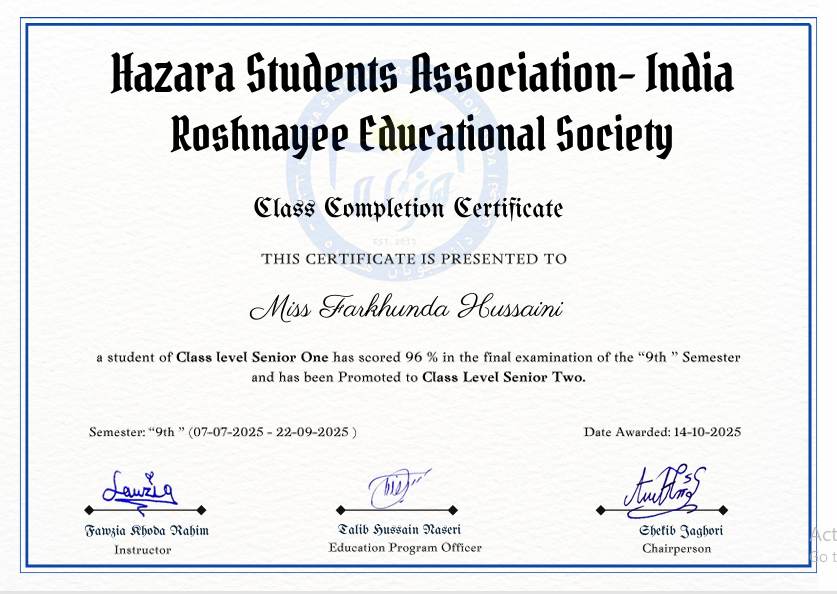 Hazara Students Association- India
Roshnayee Educational Society
EST. 2012
Class Completion Certificate
THIS CERTIFICATE IS PRESENTED TO
Miss Farkhunda Hussaini
a student of Class level Senior One has scored 96 % in the final examination of the “9th ” Semester
and has been Promoted to Class Level Senior Two.
Semester: “9th ” (07-07-2025 - 22-09-2025 )
Date Awarded: 14-10-2025
Fawzia Khoda Rahim
Instructor
Talib Hussain Naseri
Education Program Officer
Shekib Jaghori
Chairperson